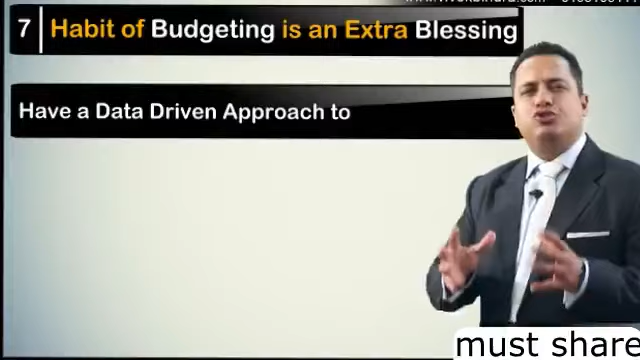 7 Habit of Budgeting is an Extra Blessing
Have a Data Driven Approach to
must share